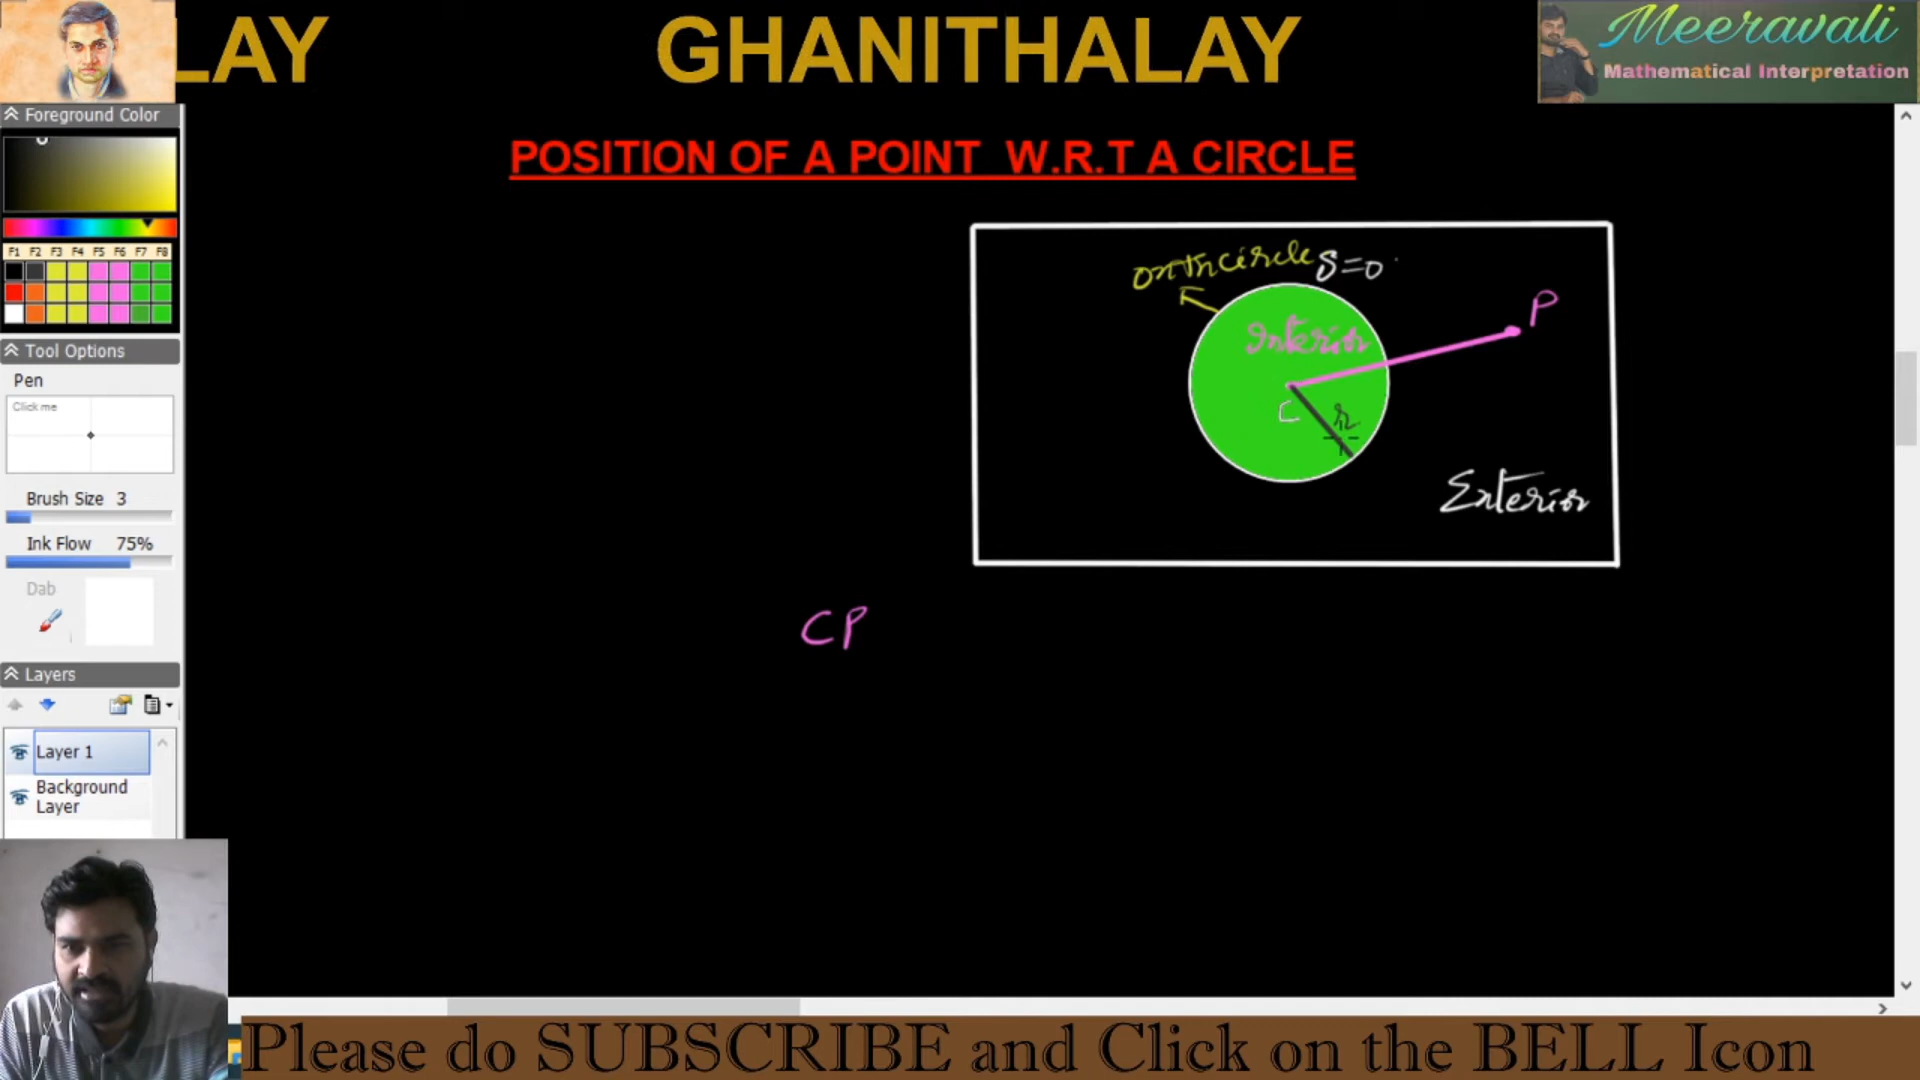 LAY GHANITHALAY
Meeravali
Mathematical Interpretation
Foreground Color
POSITION OF A POINT W.R.T A CIRCLE
F1 F2 F3 F4 F5 F6 F7 F8
on the circle S=0
P
Interior
C
r
Exterior
Tool Options
Pen
Click me
Brush Size 3
Ink Flow 75%
Dab
CP
Layers
Layer 1
Background
Layer
Please do SUBSCRIBE and Click on the BELL Icon